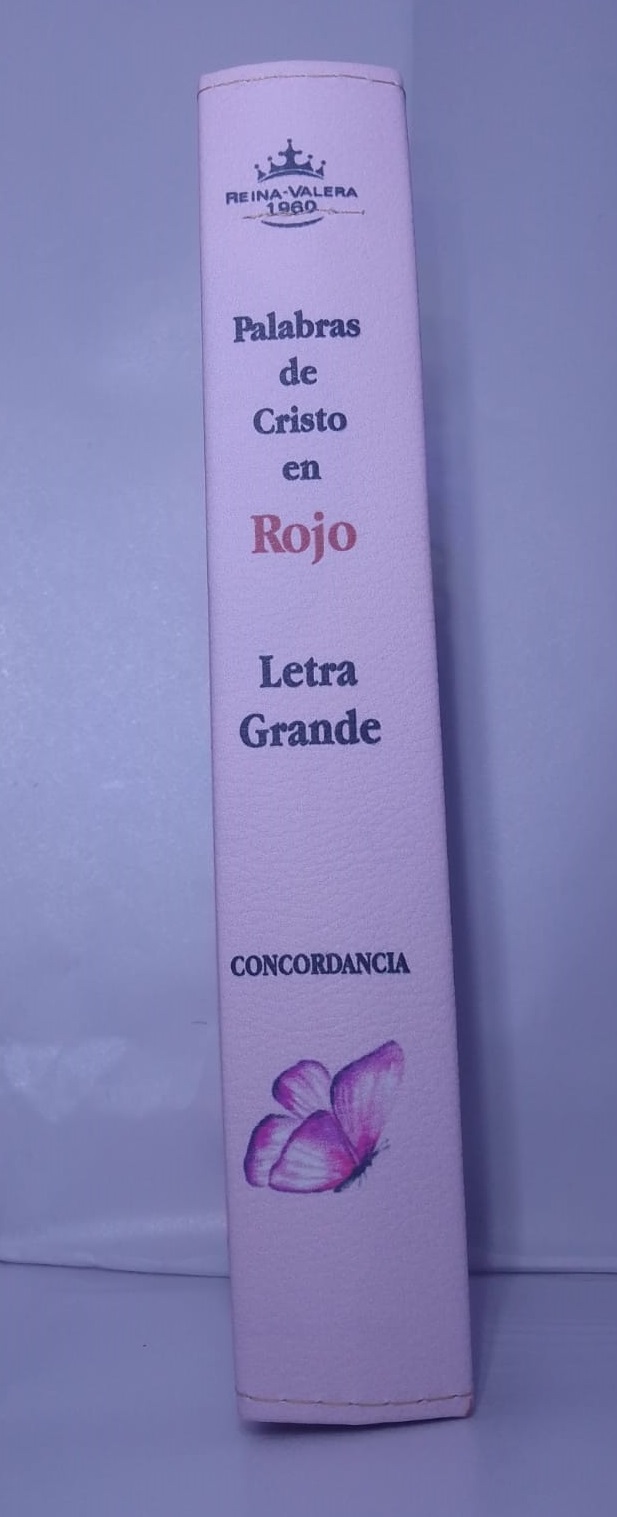 REINA-VALERA
1960
Palabras
de
Cristo
en
Rojo
Letra
Grande
CONCORDANCIA